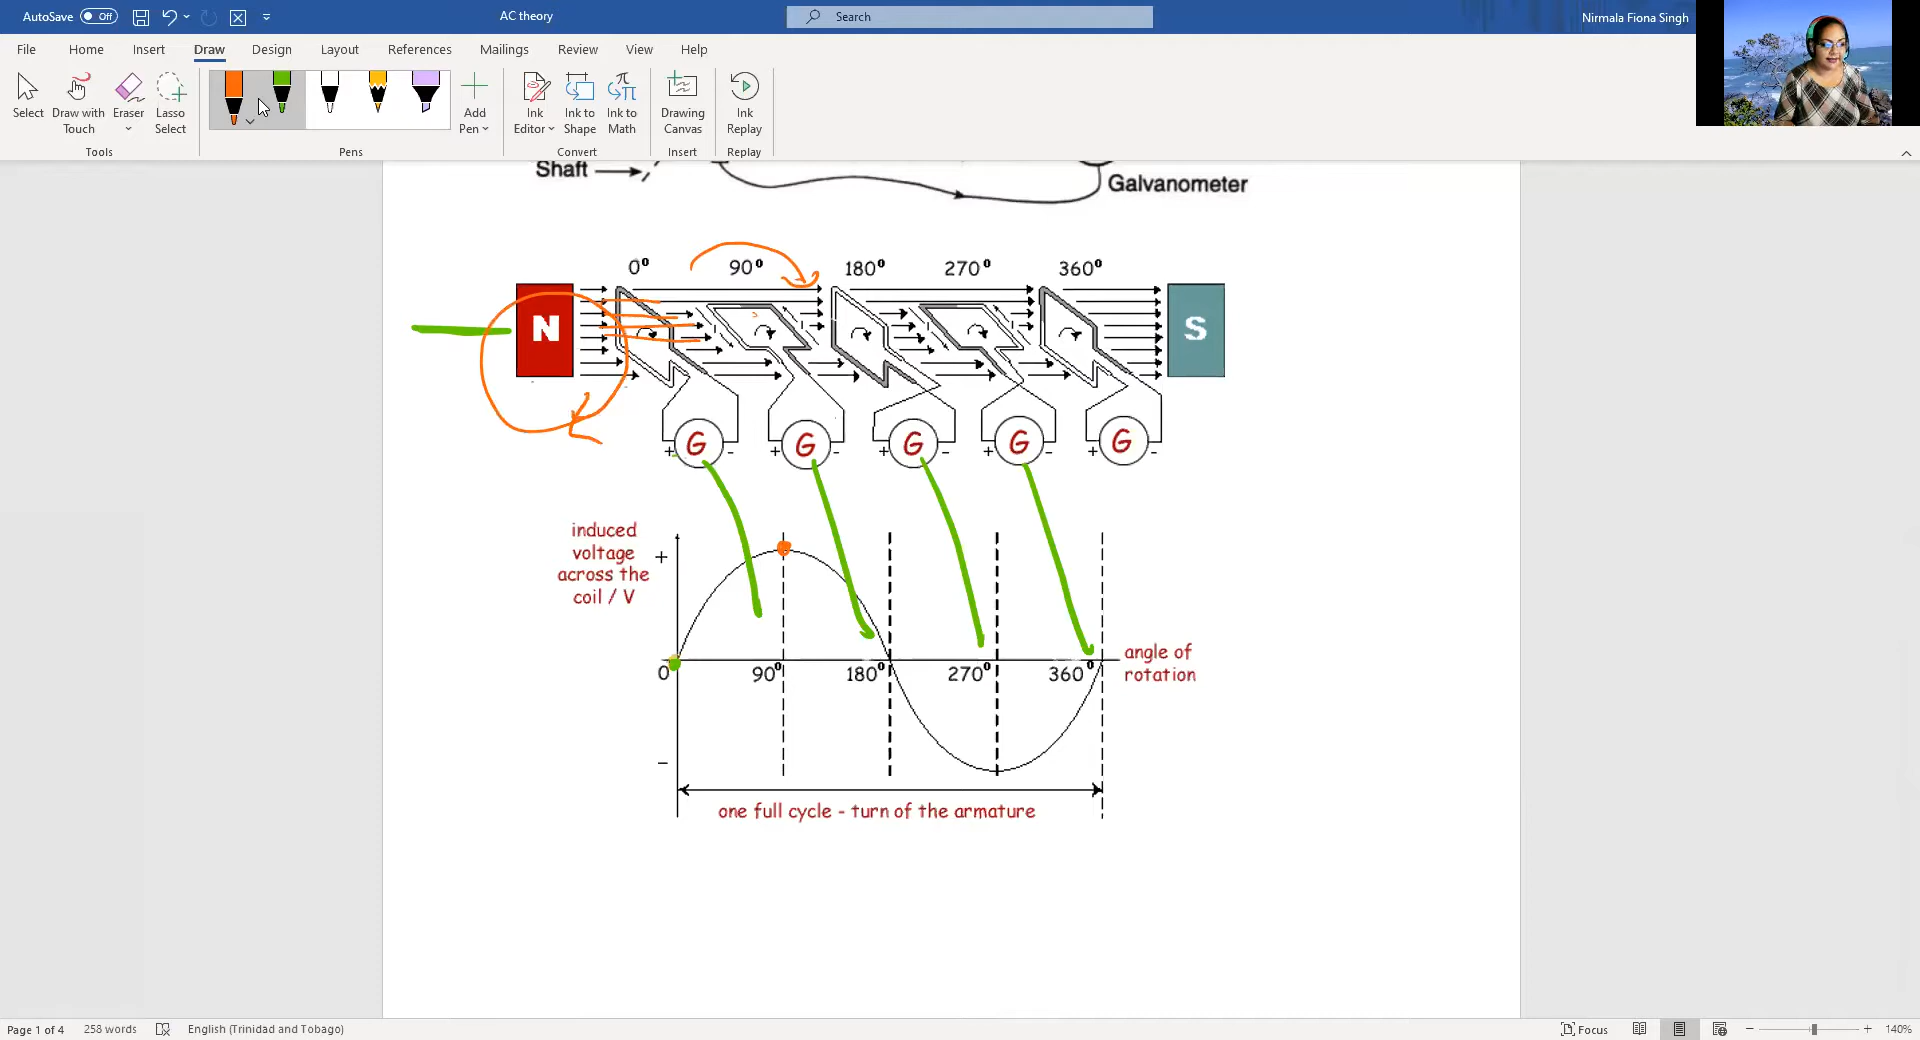 AutoSave Off AC theory Search Nirmala Fiona Singh
File Home Insert Draw Design Layout References Mailings Review View Help
Select Draw with Touch Eraser Lasso Select Add Pen Ink Editor Ink to Shape Ink to Math Drawing Canvas Ink Replay
Tools Pens Convert Insert Replay
Shaft
Galvanometer
0° 90° 180° 270° 360°
N S
G G G G G
+ - + - + - + - + -
induced
voltage
across the
coil / V
+
0 90° 180° 270° 360°
angle of
rotation
-
one full cycle - turn of the armature
Page 1 of 4 258 words English (Trinidad and Tobago) Focus 140%